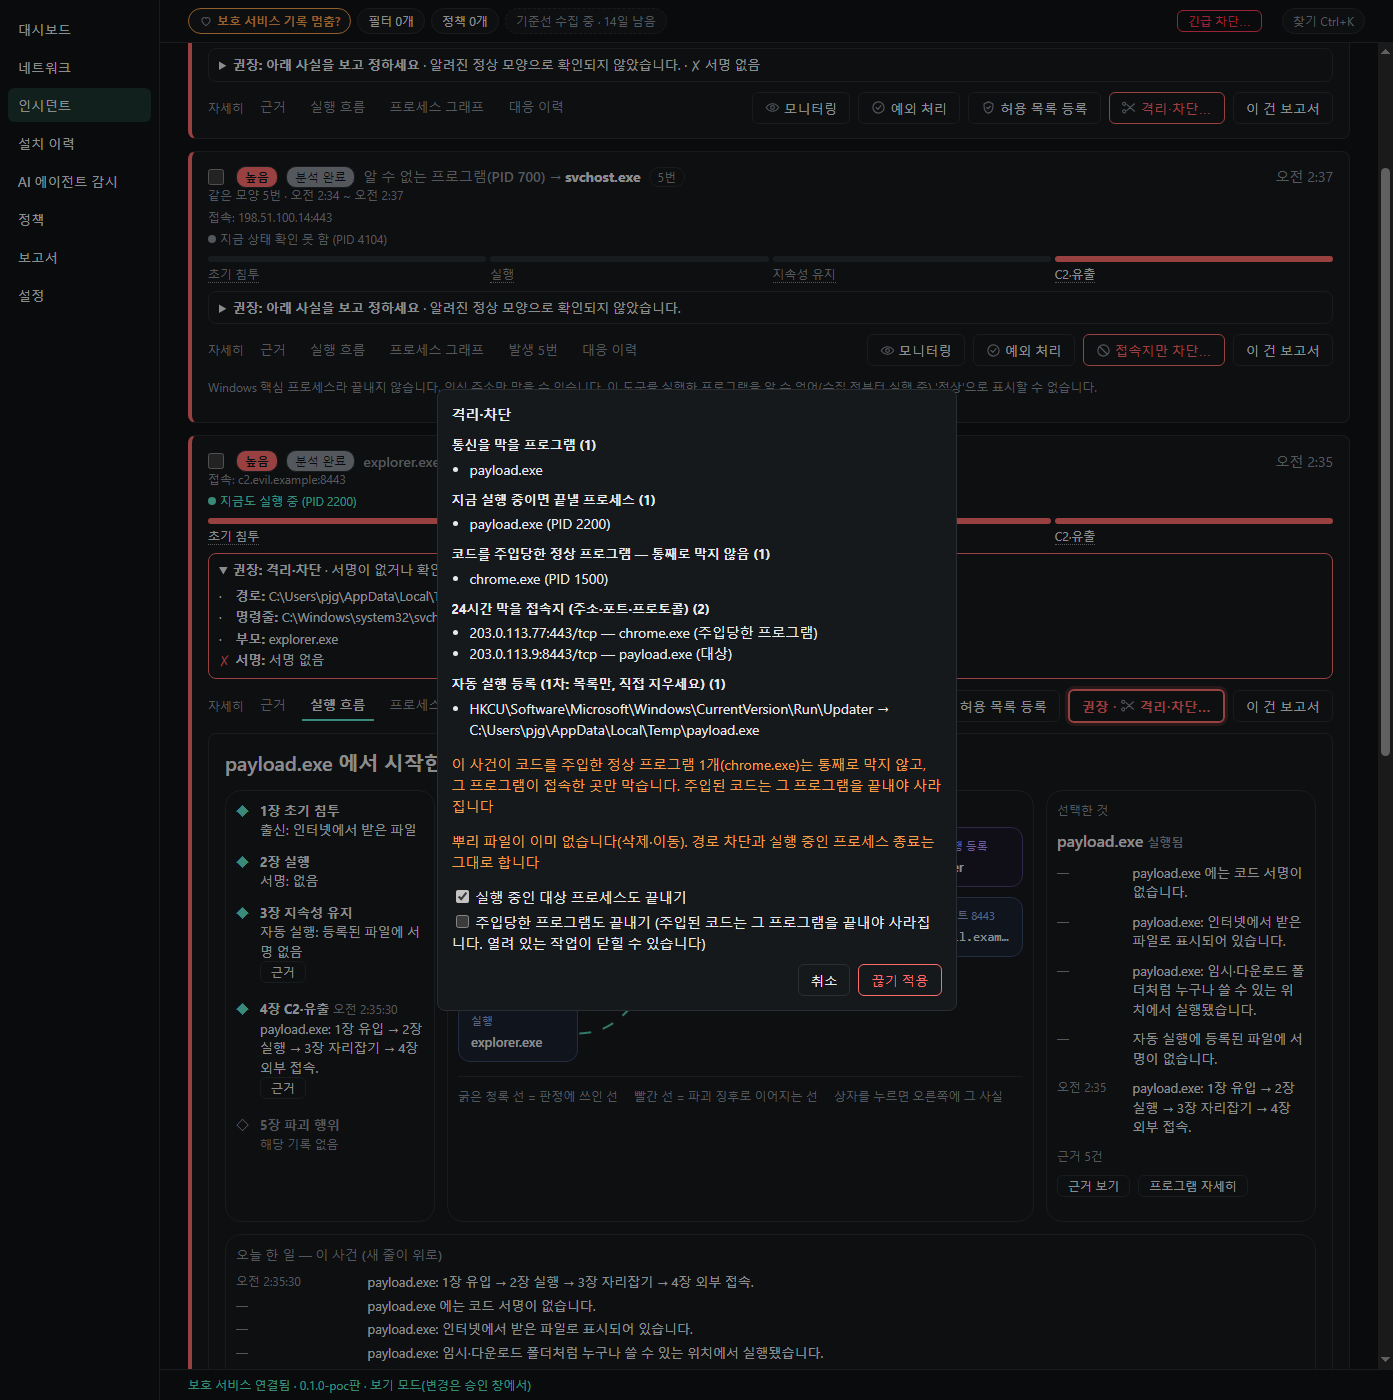 대시보드
네트워크
인시던트
설치 이력
AI 에이전트 감시
정책
보고서
설정
보호 서비스 기록 멈춤?
필터 0개
정책 0개
기준선 수집 중 · 14일 남음
긴급 차단...
찾기 Ctrl+K
▶ 권장: 아래 사실을 보고 정하세요 · 알려진 정상 모양으로 확인되지 않았습니다. · ✗ 서명 없음
자세히 근거 실행 흐름 프로세스 그래프 대응 이력
모니터링 예외 처리 허용 목록 등록 격리·차단... 이 건 보고서
높음 분석 완료 알 수 없는 프로그램(PID 700) → svchost.exe 5번 오전 2:37
같은 모양 5번 · 오전 2:34 ~ 오전 2:37
접속: 198.51.100.14:443
지금 상태 확인 못 함 (PID 4104)
초기 침투 실행 지속성 유지 C2·유출
▶ 권장: 아래 사실을 보고 정하세요 · 알려진 정상 모양으로 확인되지 않았습니다.
자세히 근거 실행 흐름 프로세스 그래프 발생 5번 대응 이력
모니터링 예외 처리 접속지만 차단... 이 건 보고서
Windows 핵심 프로세스라 끝내지 않습니다.
높음 분석 완료 explorer.exe 오전 2:35
접속: c2.evil.example:8443
지금도 실행 중 (PID 2200)
초기 침투 C2·유출
▼ 권장: 격리·차단 · 서명이 없거나 확인
· 경로: C:\Users\pjg\AppData\Local\T
· 명령줄: C:\Windows\system32\svch
· 부모: explorer.exe
✗ 서명: 서명 없음
자세히 근거 실행 흐름 프로세스
허용 목록 등록 권장 · 격리·차단... 이 건 보고서
payload.exe 에서 시작한
1장 초기 침투
출신: 인터넷에서 받은 파일
2장 실행
서명: 없음
3장 지속성 유지
자동 실행: 등록된 파일에 서
명 없음
근거
4장 C2·유출 오전 2:35:30
payload.exe: 1장 유입 → 2장
실행 → 3장 자리잡기 → 4장
외부 접속.
근거
5장 파괴 행위
해당 기록 없음
격리·차단
통신을 막을 프로그램 (1)
• payload.exe
지금 실행 중이면 끝낼 프로세스 (1)
• payload.exe (PID 2200)
코드를 주입당한 정상 프로그램 — 통째로 막지 않음 (1)
• chrome.exe (PID 1500)
24시간 막을 접속지 (주소·포트·프로토콜) (2)
• 203.0.113.77:443/tcp — chrome.exe (주입당한 프로그램)
• 203.0.113.9:8443/tcp — payload.exe (대상)
자동 실행 등록 (1차: 목록만, 직접 지우세요) (1)
• HKCU\Software\Microsoft\Windows\CurrentVersion\Run\Updater →
C:\Users\pjg\AppData\Local\Temp\payload.exe
이 사건이 코드를 주입한 정상 프로그램 1개(chrome.exe)는 통째로 막지 않고,
그 프로그램이 접속한 곳만 막습니다. 주입된 코드는 그 프로그램을 끝내야 사라
집니다
뿌리 파일이 이미 없습니다(삭제·이동). 경로 차단과 실행 중인 프로세스 종료는
그대로 합니다
실행 중인 대상 프로세스도 끝내기
주입당한 프로그램도 끝내기 (주입된 코드는 그 프로그램을 끝내야 사라집
니다. 열려 있는 작업이 닫힐 수 있습니다)
취소
끊기 적용
행 등록
er
트 8443
l.exam…
실행
explorer.exe
굵은 청록 선 = 판정에 쓰인 선 빨간 선 = 파괴 징후로 이어지는 선 상자를 누르면 오른쪽에 그 사실
선택한 것
payload.exe 실행됨
— payload.exe 에는 코드 서명이
없습니다.
— payload.exe: 인터넷에서 받은
파일로 표시되어 있습니다.
— payload.exe: 임시·다운로드 폴
더처럼 누구나 쓸 수 있는 위
치에서 실행됐습니다.
— 자동 실행에 등록된 파일에 서
명이 없습니다.
오전 2:35 payload.exe: 1장 유입 → 2장
실행 → 3장 자리잡기 → 4장
외부 접속.
근거 5건
근거 보기 프로그램 자세히
오늘 한 일 — 이 사건 (새 줄이 위로)
오전 2:35:30 payload.exe: 1장 유입 → 2장 실행 → 3장 자리잡기 → 4장 외부 접속.
— payload.exe 에는 코드 서명이 없습니다.
— payload.exe: 인터넷에서 받은 파일로 표시되어 있습니다.
— payload.exe: 임시·다운로드 폴더처럼 누구나 쓸 수 있는 위치에서 실행됐습니다.
보호 서비스 연결됨 · 0.1.0-poc판 · 보기 모드(변경은 승인 창에서)